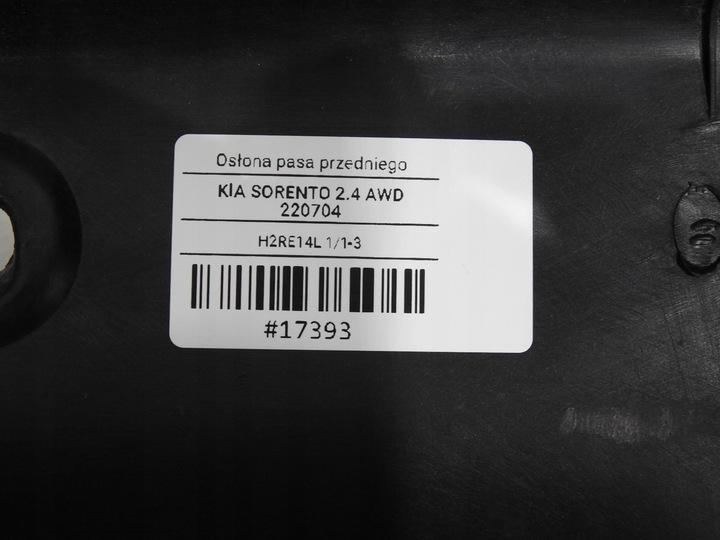 Osłona pasa przedniego
KIA SORENTO 2.4 AWD
220704
H2RE14L 1/1-3
#17393